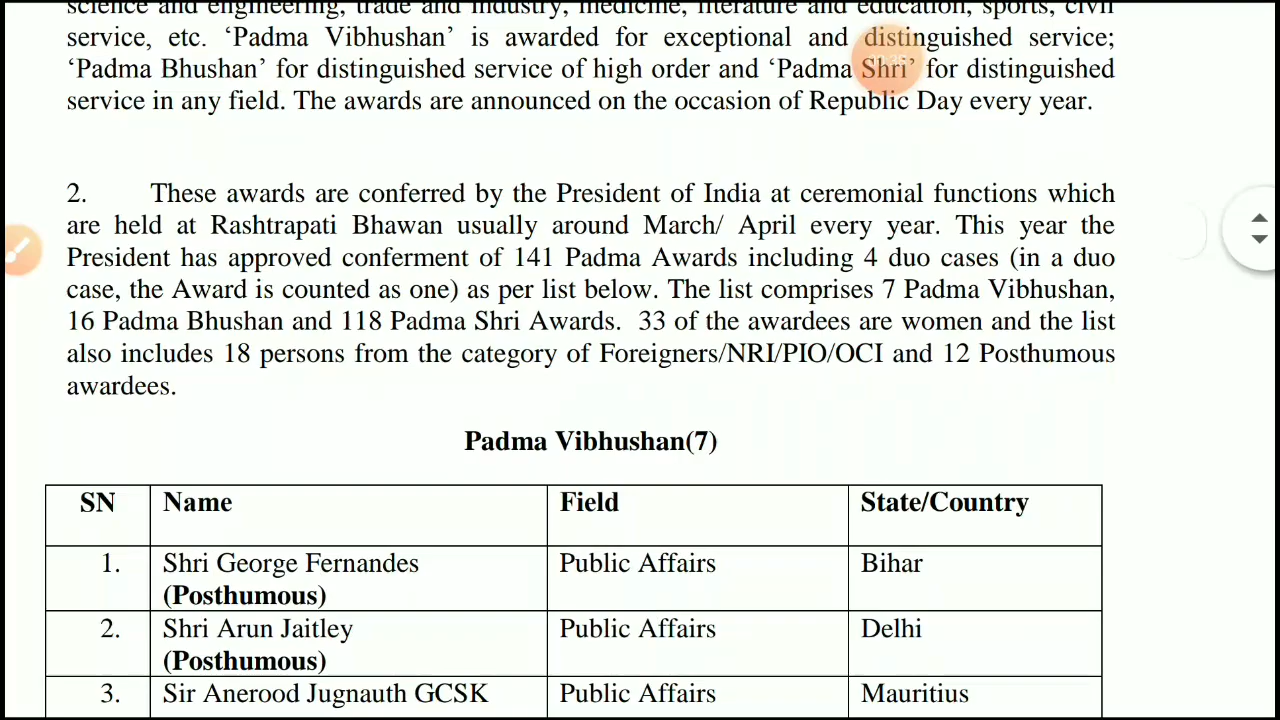 science and engineering, trade and industry, medicine, literature and education, sports, civil
service, etc. ‘Padma Vibhushan’ is awarded for exceptional and distinguished service;
‘Padma Bhushan’ for distinguished service of high order and ‘Padma Shri’ for distinguished
service in any field. The awards are announced on the occasion of Republic Day every year.
2. These awards are conferred by the President of India at ceremonial functions which
are held at Rashtrapati Bhawan usually around March/ April every year. This year the
President has approved conferment of 141 Padma Awards including 4 duo cases (in a duo
case, the Award is counted as one) as per list below. The list comprises 7 Padma Vibhushan,
16 Padma Bhushan and 118 Padma Shri Awards. 33 of the awardees are women and the list
also includes 18 persons from the category of Foreigners/NRI/PIO/OCI and 12 Posthumous
awardees.
Padma Vibhushan(7)
SN Name Field State/Country
1. Shri George Fernandes Public Affairs Bihar
(Posthumous)
2. Shri Arun Jaitley Public Affairs Delhi
(Posthumous)
3. Sir Anerood Jugnauth GCSK Public Affairs Mauritius